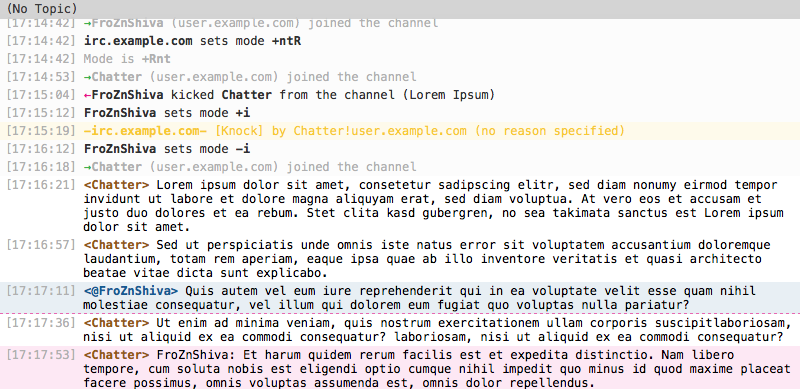 (No Topic)
[17:14:42] →FroZnShiva (user.example.com) joined the channel
[17:14:42] irc.example.com sets mode +ntR
[17:14:42] Mode is +Rnt
[17:14:53] →Chatter (user.example.com) joined the channel
[17:15:04] ←FroZnShiva kicked Chatter from the channel (Lorem Ipsum)
[17:15:12] FroZnShiva sets mode +i
[17:15:19] -irc.example.com- [Knock] by Chatter!user.example.com (no reason specified)
[17:16:12] FroZnShiva sets mode -i
[17:16:18] →Chatter (user.example.com) joined the channel
[17:16:21] <Chatter> Lorem ipsum dolor sit amet, consetetur sadipscing elitr, sed diam nonumy eirmod tempor
invidunt ut labore et dolore magna aliquyam erat, sed diam voluptua. At vero eos et accusam et
justo duo dolores et ea rebum. Stet clita kasd gubergren, no sea takimata sanctus est Lorem ipsum
dolor sit amet.
[17:16:57] <Chatter> Sed ut perspiciatis unde omnis iste natus error sit voluptatem accusantium doloremque
laudantium, totam rem aperiam, eaque ipsa quae ab illo inventore veritatis et quasi architecto
beatae vitae dicta sunt explicabo.
[17:17:11] <@FroZnShiva> Quis autem vel eum iure reprehenderit qui in ea voluptate velit esse quam nihil
molestiae consequatur, vel illum qui dolorem eum fugiat quo voluptas nulla pariatur?
[17:17:36] <Chatter> Ut enim ad minima veniam, quis nostrum exercitationem ullam corporis suscipitlaboriosam,
nisi ut aliquid ex ea commodi consequatur? laboriosam, nisi ut aliquid ex ea commodi consequatur?
[17:17:53] <Chatter> FroZnShiva: Et harum quidem rerum facilis est et expedita distinctio. Nam libero
tempore, cum soluta nobis est eligendi optio cumque nihil impedit quo minus id quod maxime placeat
facere possimus, omnis voluptas assumenda est, omnis dolor repellendus.